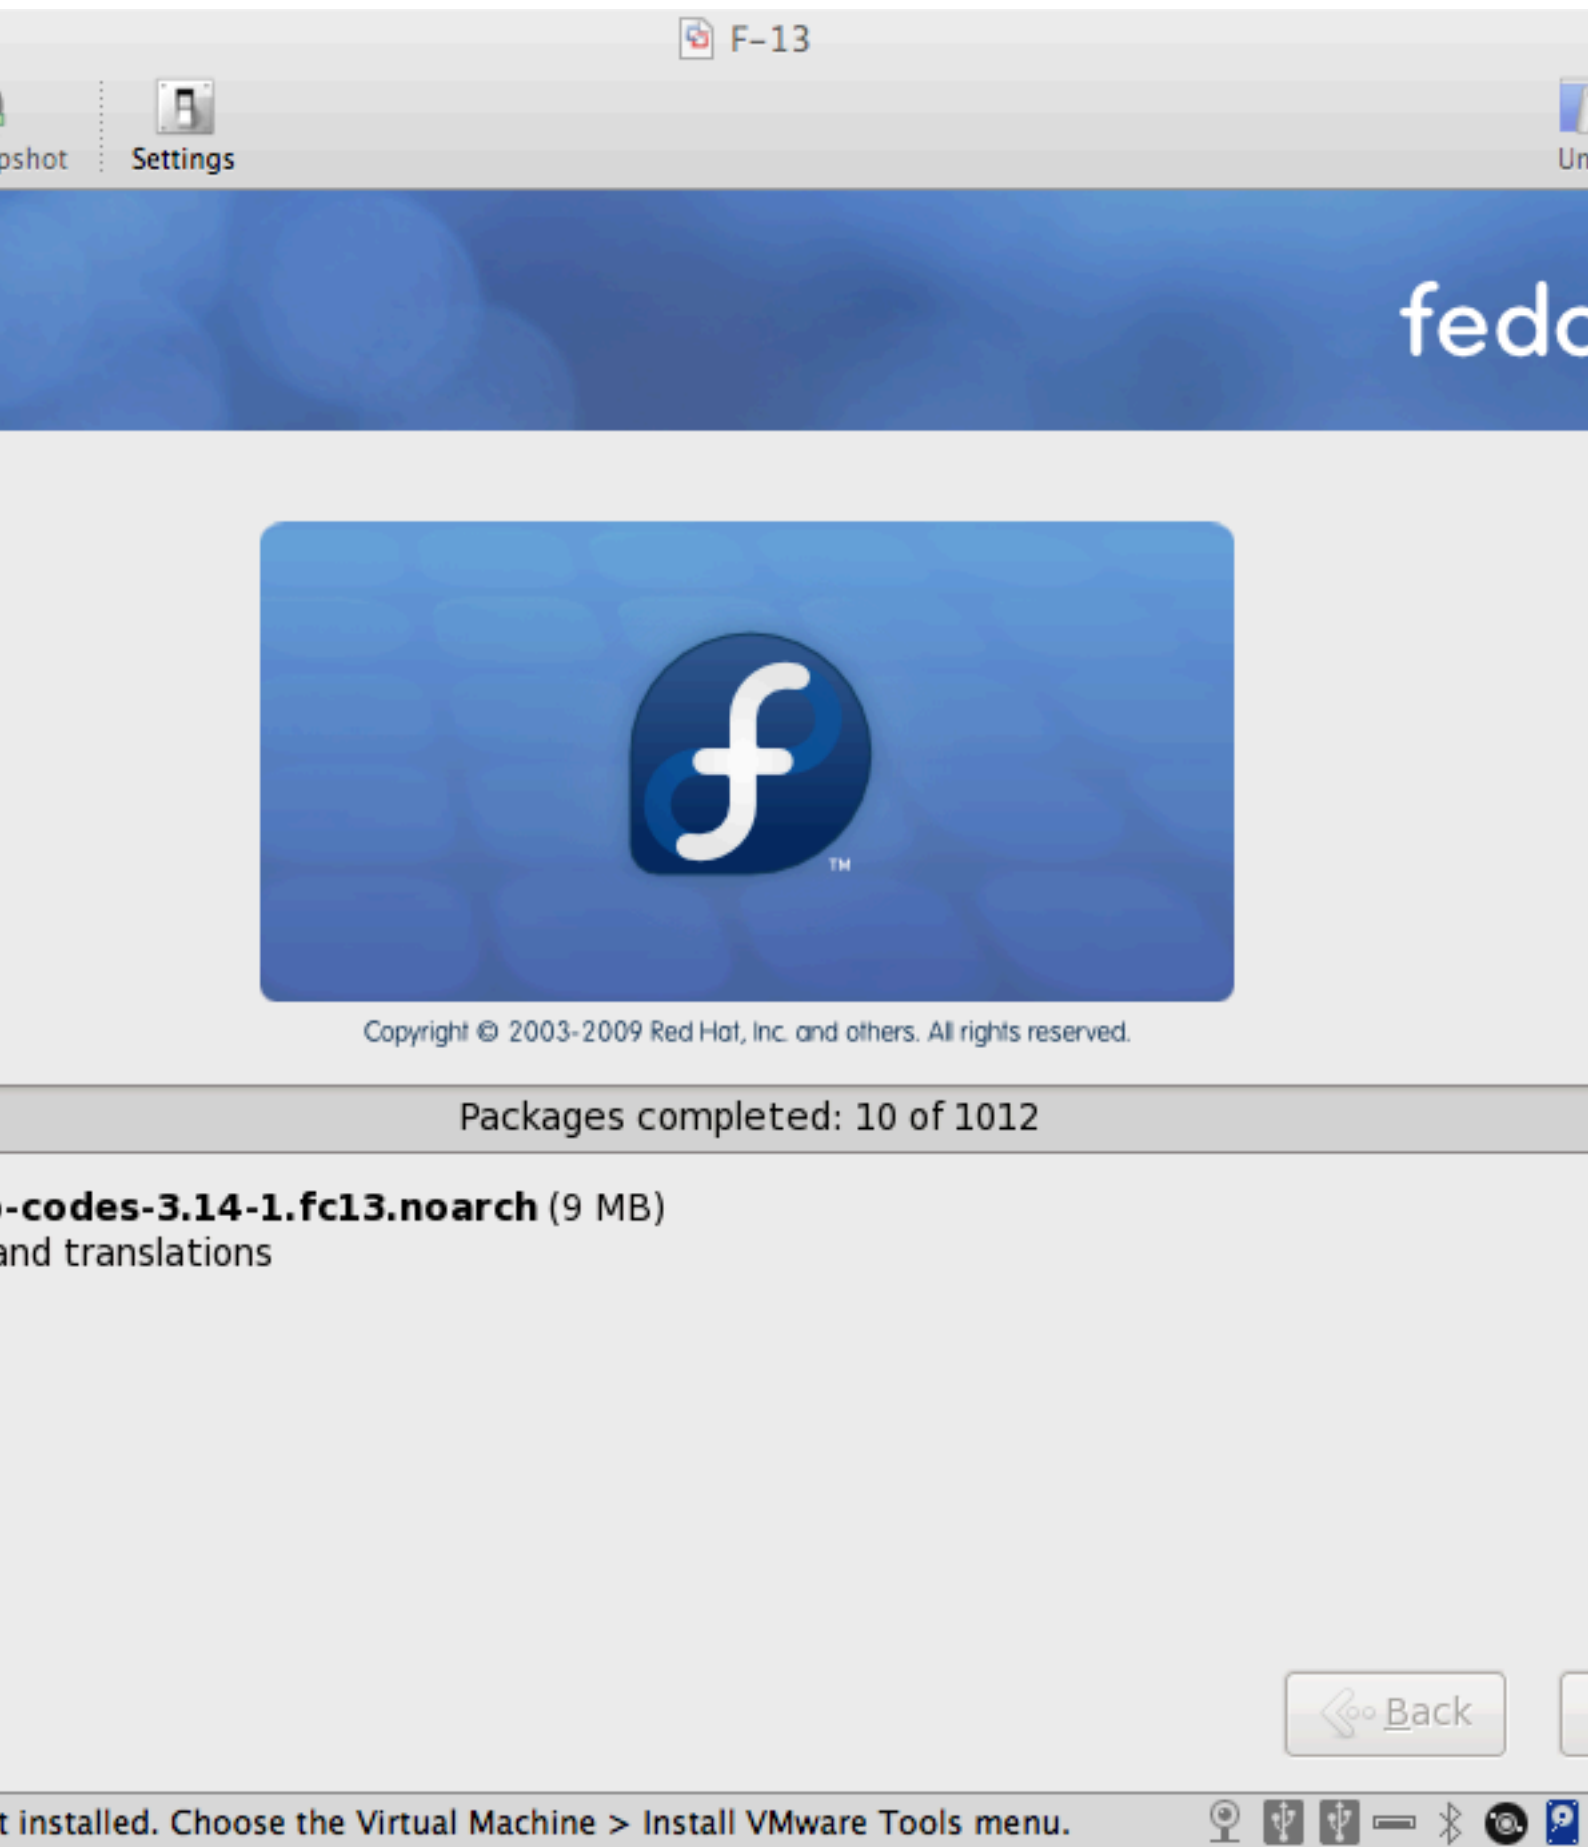 F-13
pshot
Settings
Un
fedo
TM
Copyright © 2003-2009 Red Hat, Inc. and others. All rights reserved.
Packages completed: 10 of 1012
-codes-3.14-1.fc13.noarch (9 MB)
and translations
Back
t installed. Choose the Virtual Machine > Install VMware Tools menu.